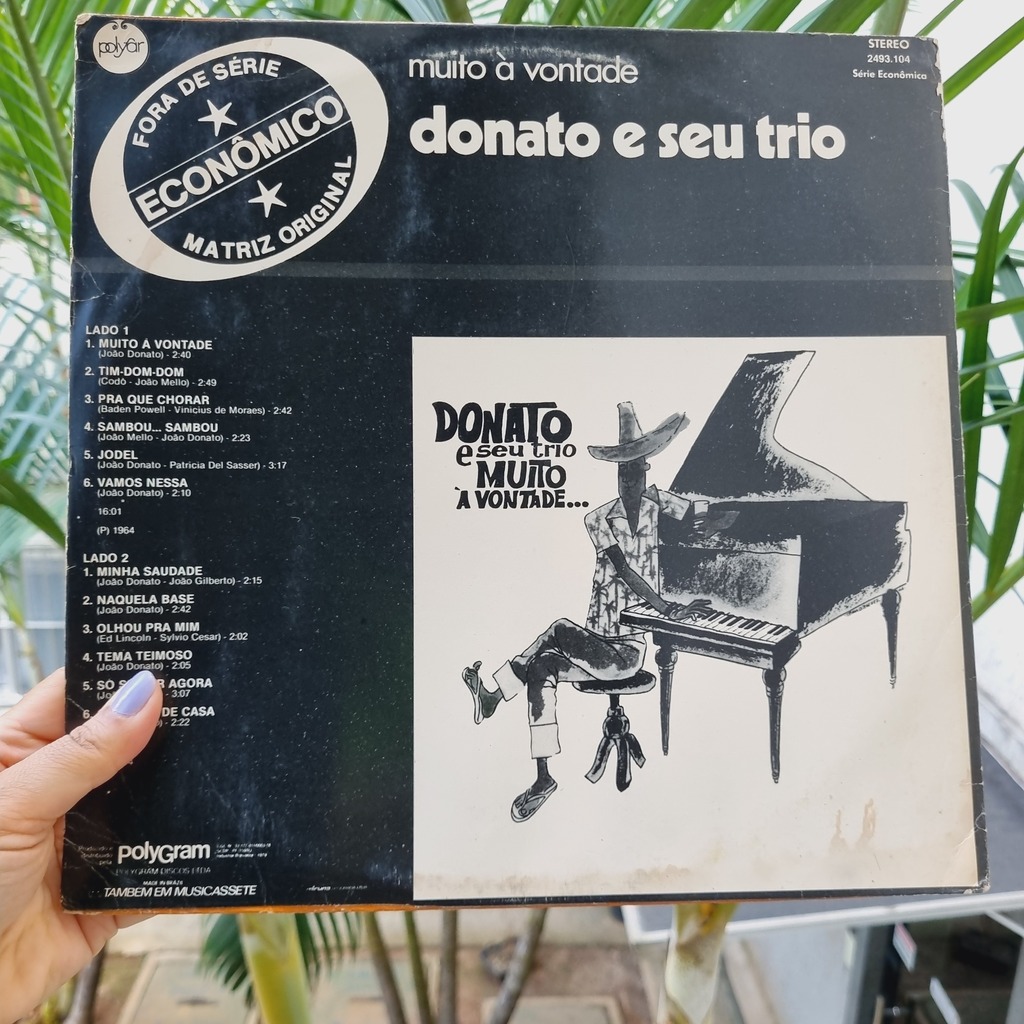 polyfar
FORA DE SÉRIE
ECONÔMICO
MATRIZ ORIGINAL
muito à vontade
donato e seu trio
STEREO
2493.104
Série Econômica
LADO 1
1. MUITO À VONTADE
(João Donato) - 2:40
2. TIM-DOM-DOM
(Codó - João Mello) - 2:49
3. PRA QUE CHORAR
(Baden Powell - Vinicius de Moraes) - 2:42
4. SAMBOU... SAMBOU
(João Mello - João Donato) - 2:23
5. JODEL
(João Donato - Patricia Del Sasser) - 3:17
6. VAMOS NESSA
(João Donato) - 2:10
16:01
(P) 1964
LADO 2
1. MINHA SAUDADE
(João Donato - João Gilberto) - 2:15
2. NAQUELA BASE
(João Donato) - 2:42
3. OLHOU PRA MIM
(Ed Lincoln - Sylvio Cesar) - 2:02
4. TEMA TEIMOSO
(João Donato) - 2:05
5. SÓ AGORA
- 3:07
6. DE CASA
- 2:22
DONATO
e seu trio
MUITO
À VONTADE...
Produzido e
distribuído
pela
polyGram
POLYGRAM DISCOS LTDA
MADE IN BRAZIL
TAMBÉM EM MUSICASSETE